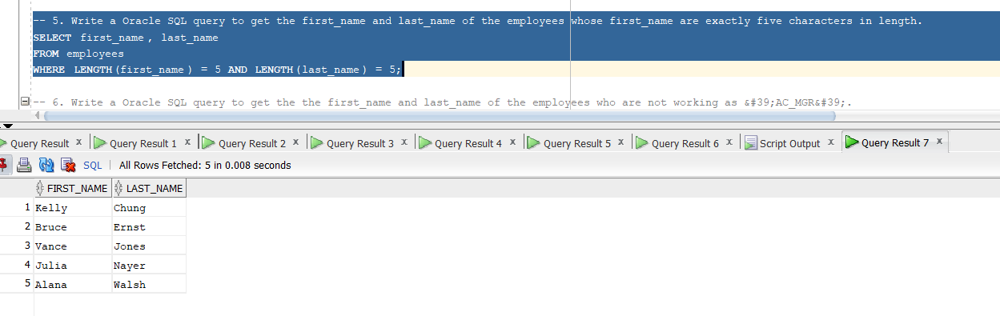 -- 5. Write a Oracle SQL query to get the first_name and last_name of the employees whose first_name are exactly five characters in length.
SELECT first_name, last_name
FROM employees
WHERE LENGTH(first_name) = 5 AND LENGTH(last_name) = 5;
-- 6. Write a Oracle SQL query to get the the first_name and last_name of the employees who are not working as &#39;AC_MGR&#39;.
Query Result x Query Result 1 x Query Result 2 x Query Result 3 x Query Result 4 x Query Result 5 x Query Result 6 x Script Output x Query Result 7 x
SQL | All Rows Fetched: 5 in 0.008 seconds
FIRST_NAME LAST_NAME
1 Kelly Chung
2 Bruce Ernst
3 Vance Jones
4 Julia Nayer
5 Alana Walsh